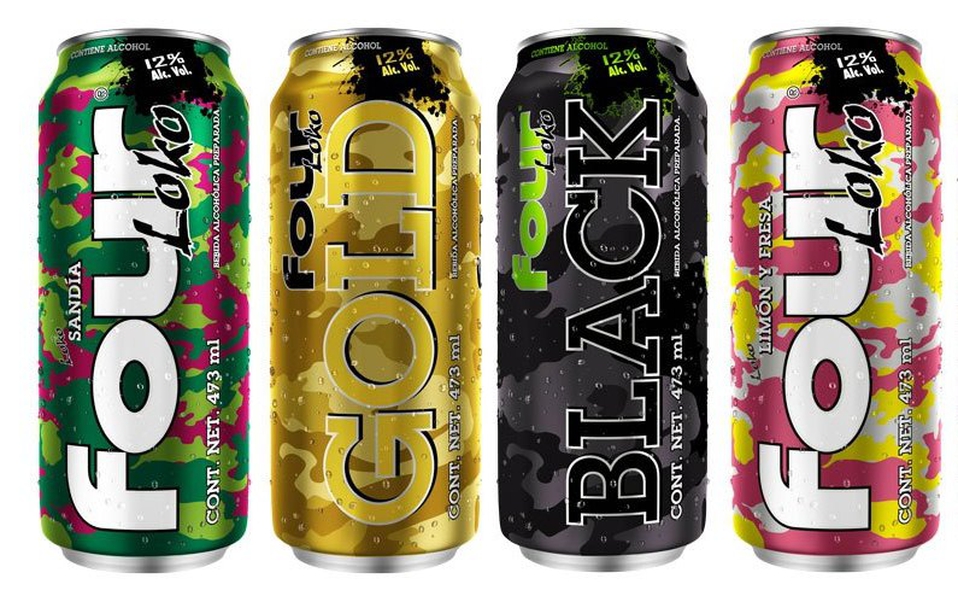 CONTIENE ALCOHOL
12%
Alc. Vol.
FOUR
Loko
®
Loko
SANDÍA
BEBIDA ALCOHÓLICA PREPARADA
CONT. NET. 473 ml
CONTIENE ALCOHOL
12%
Alc. Vol.
FOUR
Loko
GOLD
BEBIDA ALCOHÓLICA PREPARADA
CONT. NET. 473 ml
CONTIENE ALCOHOL
12%
Alc. Vol.
FOUR
Loko
BLACK
BEBIDA ALCOHÓLICA PREPARADA
CONT. NET. 473 ml
CONTIENE ALCOHOL
12%
Alc. Vol.
FOUR
Loko
®
Loko
LIMÓN Y FRESA
BEBIDA ALCOHÓLICA PREPARADA
CONT. NET. 473 ml